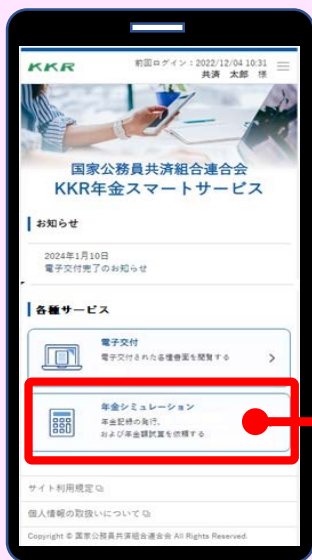 KKR
前回ログイン：2022/12/04 10:31
共済 太郎 様
国家公務員共済組合連合会
KKR年金スマートサービス
お知らせ
2024年1月10日
電子交付完了のお知らせ
各種サービス
電子交付
電子交付された各種書面を閲覧する
年金シミュレーション
年金記録の発行、
および年金額試算を依頼する
サイト利用規定
個人情報の取扱いについて
Copyright © 国家公務員共済組合連合会 All Rights Reserved.